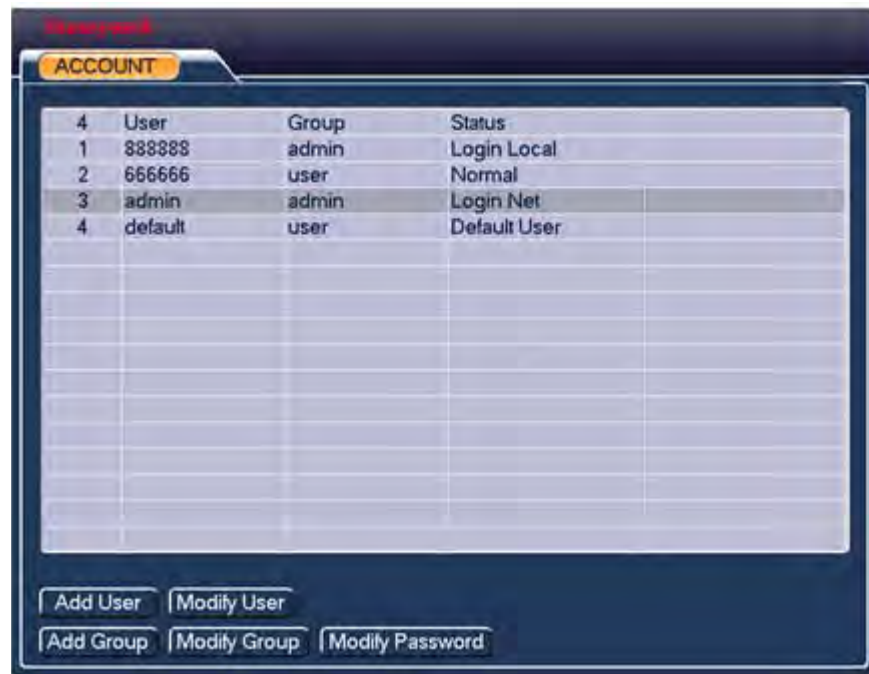 Honeywell
ACCOUNT
4 User Group Status
1 888888 admin Login Local
2 666666 user Normal
3 admin admin Login Net
4 default user Default User
Add User Modify User
Add Group Modify Group Modify Password